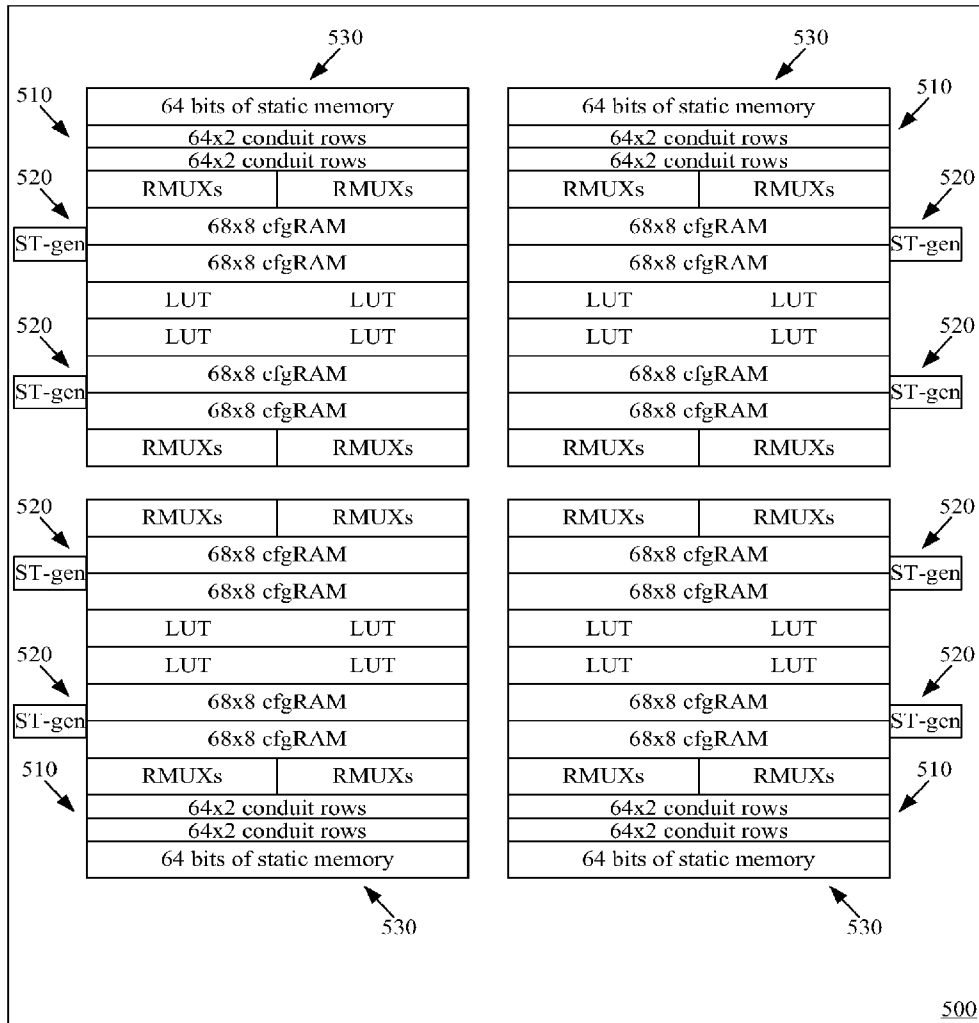 530 530
510 510
64 bits of static memory 64 bits of static memory
64x2 conduit rows 64x2 conduit rows
64x2 conduit rows 64x2 conduit rows
520 RMUXs RMUXs RMUXs RMUXs 520
68x8 cfgRAM 68x8 cfgRAM
ST-gen ST-gen
68x8 cfgRAM 68x8 cfgRAM
LUT LUT LUT LUT
520 LUT LUT LUT LUT 520
68x8 cfgRAM 68x8 cfgRAM
ST-gen ST-gen
68x8 cfgRAM 68x8 cfgRAM
RMUXs RMUXs RMUXs RMUXs
520 RMUXs RMUXs RMUXs RMUXs 520
68x8 cfgRAM 68x8 cfgRAM
ST-gen ST-gen
68x8 cfgRAM 68x8 cfgRAM
LUT LUT LUT LUT
520 LUT LUT LUT LUT 520
68x8 cfgRAM 68x8 cfgRAM
ST-gen ST-gen
68x8 cfgRAM 68x8 cfgRAM
510 RMUXs RMUXs RMUXs RMUXs 510
64x2 conduit rows 64x2 conduit rows
64x2 conduit rows 64x2 conduit rows
64 bits of static memory 64 bits of static memory
530 530
500